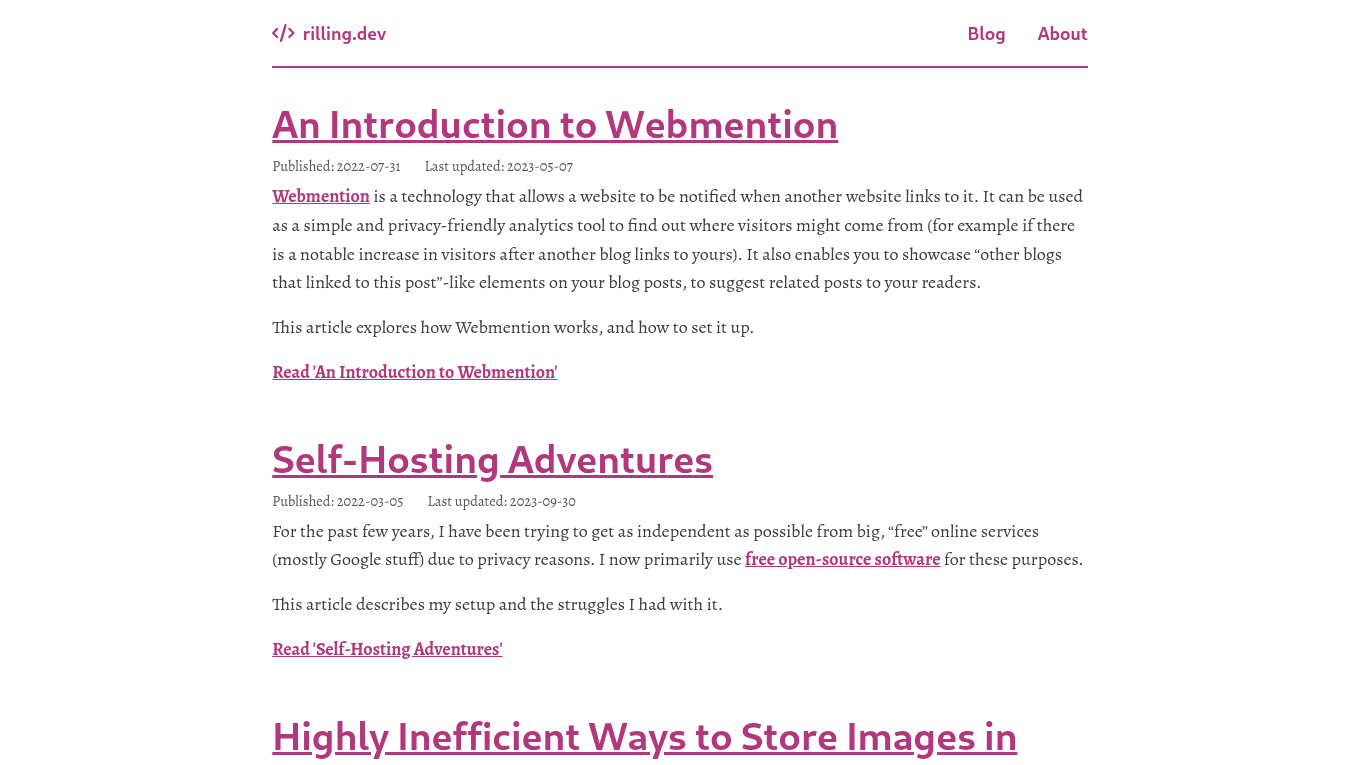 </> rilling.dev
Blog
About
An Introduction to Webmention
Published: 2022-07-31 Last updated: 2023-05-07
Webmention is a technology that allows a website to be notified when another website links to it. It can be used
as a simple and privacy-friendly analytics tool to find out where visitors might come from (for example if there
is a notable increase in visitors after another blog links to yours). It also enables you to showcase “other blogs
that linked to this post”-like elements on your blog posts, to suggest related posts to your readers.
This article explores how Webmention works, and how to set it up.
Read 'An Introduction to Webmention'
Self-Hosting Adventures
Published: 2022-03-05 Last updated: 2023-09-30
For the past few years, I have been trying to get as independent as possible from big, “free” online services
(mostly Google stuff) due to privacy reasons. I now primarily use free open-source software for these purposes.
This article describes my setup and the struggles I had with it.
Read 'Self-Hosting Adventures'
Highly Inefficient Ways to Store Images in